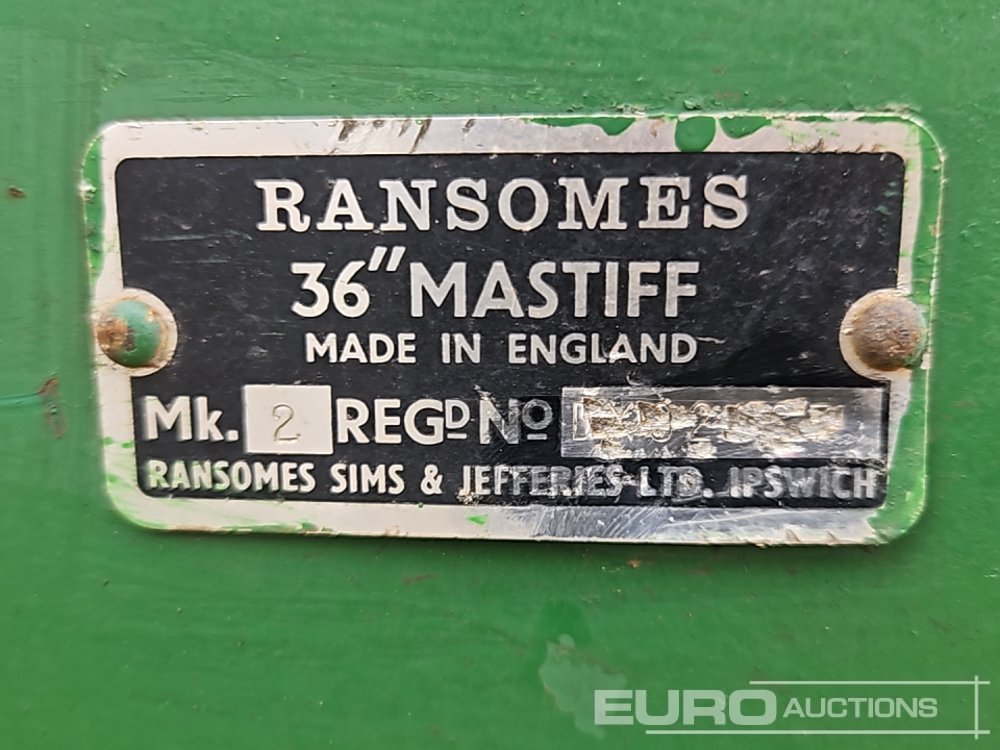 RANSOMES
36" MASTIFF
MADE IN ENGLAND
Mk. 2 REGD No
RANSOMES SIMS & JEFFERIES LTD. IPSWICH
EURO AUCTIONS